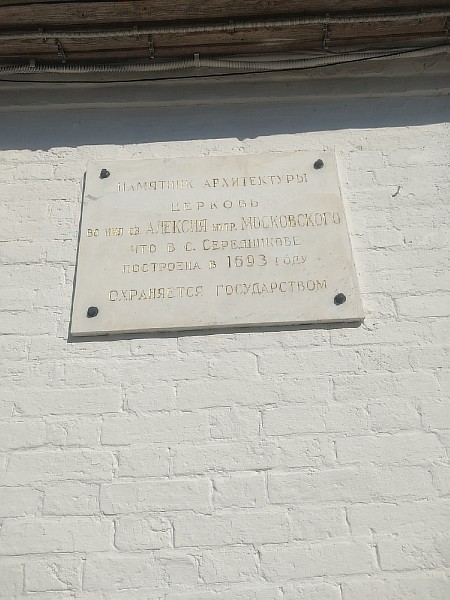 ПАМЯТНИК АРХИТЕКТУРЫ
ЦЕРКОВЬ
ВО ИМЯ СВ. АЛЕКСИЯ МИТР. МОСКОВСКОГО
ЧТО В С. СЕРЕДНИКОВЕ
ПОСТРОЕНА В 1693 ГОДУ
ОХРАНЯЕТСЯ ГОСУДАРСТВОМ